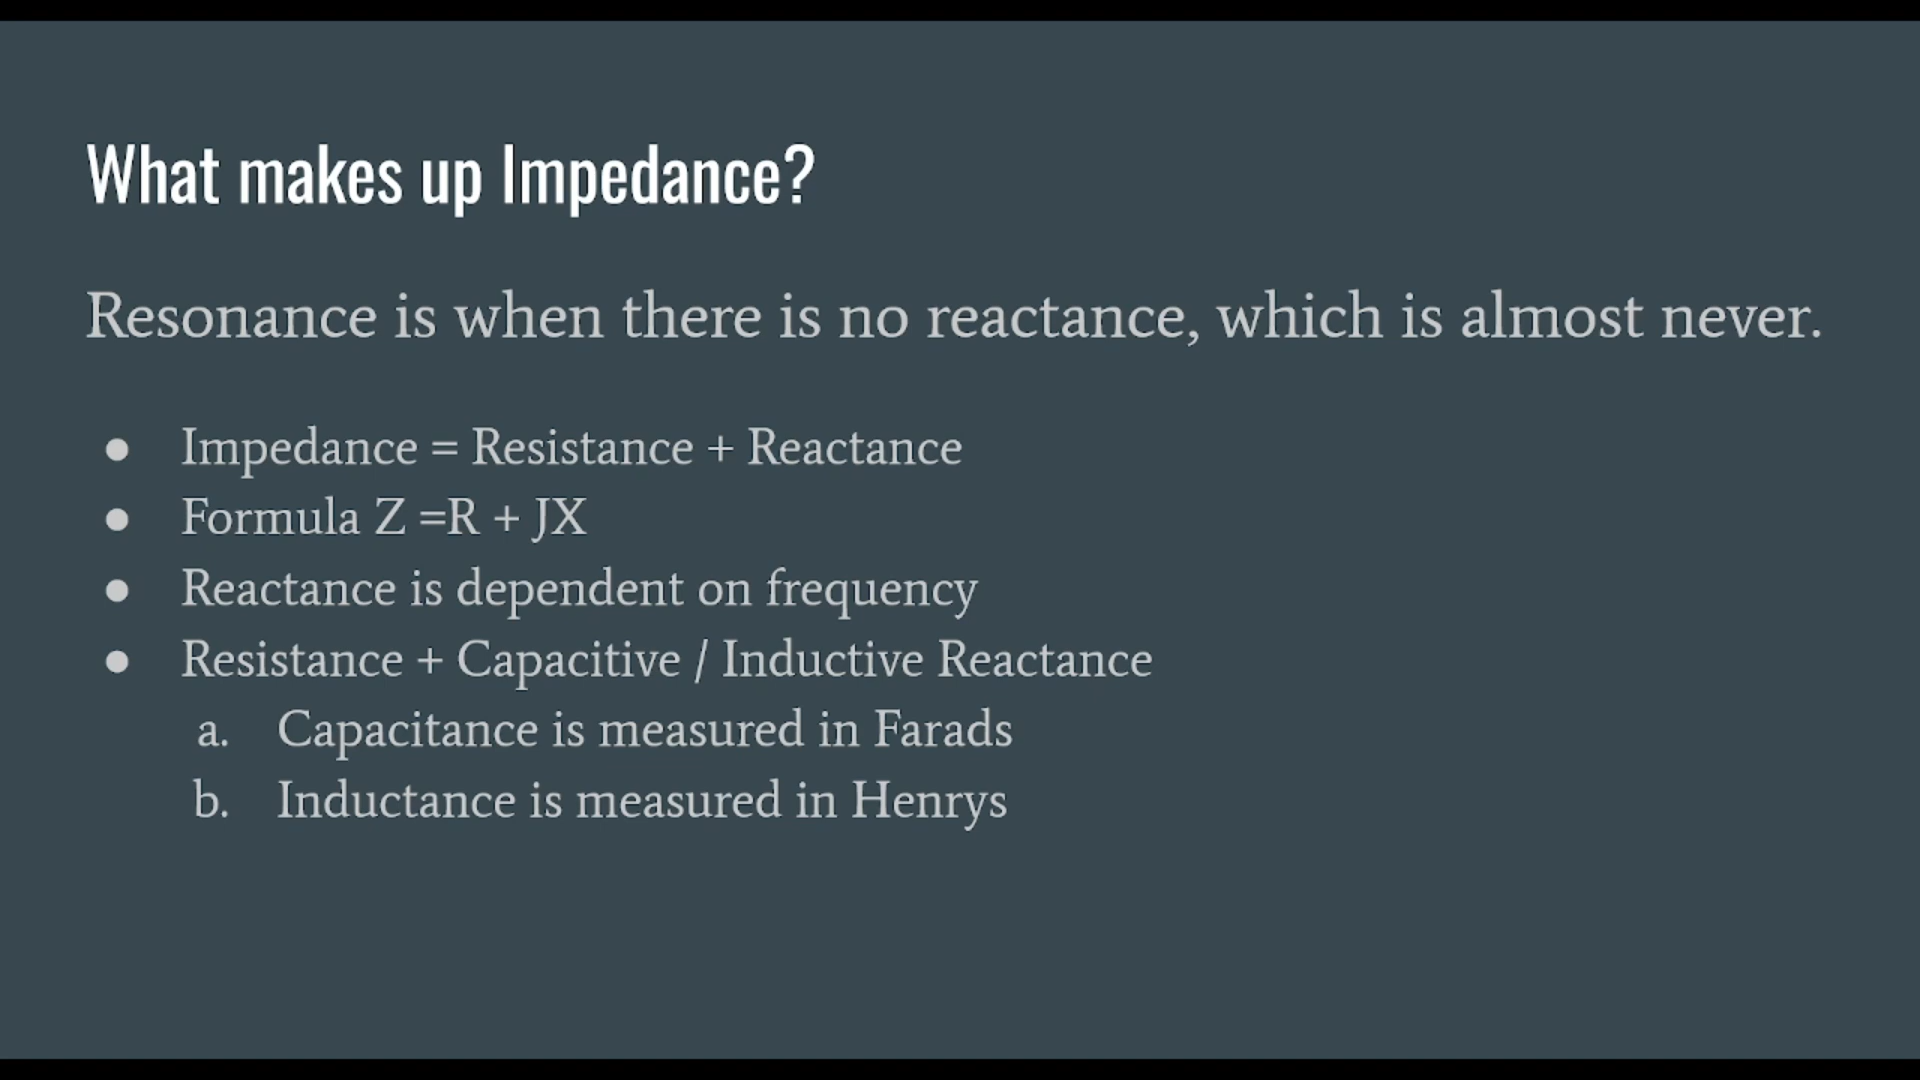 What makes up Impedance?
Resonance is when there is no reactance, which is almost never.
● Impedance = Resistance + Reactance
● Formula Z =R + JX
● Reactance is dependent on frequency
● Resistance + Capacitive / Inductive Reactance
a. Capacitance is measured in Farads
b. Inductance is measured in Henrys